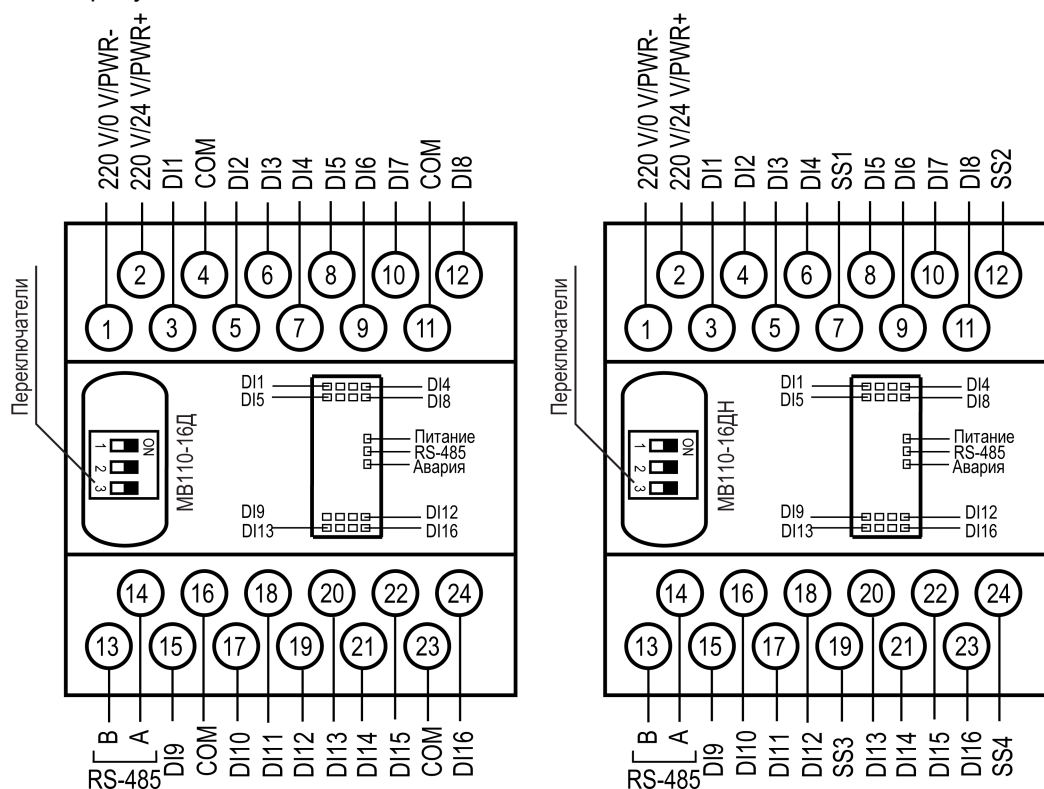 220 V/0 V/PWR-
220 V/24 V/PWR+
DI1
COM
DI2
DI3
DI4
DI5
DI6
DI7
COM
DI8
2
4
6
8
10
12
1
3
5
7
9
11
Переключатели
1
2
3
ON
МВ110-16Д
DI1
DI5
DI4
DI8
Питание
RS-485
Авария
DI9
DI13
DI12
DI16
14
16
18
20
22
24
13
15
17
19
21
23
B
A
RS-485
DI9
COM
DI10
DI11
DI12
DI13
DI14
DI15
COM
DI16
220 V/0 V/PWR-
220 V/24 V/PWR+
DI1
DI2
DI3
DI4
SS1
DI5
DI6
DI7
DI8
SS2
2
4
6
8
10
12
1
3
5
7
9
11
Переключатели
1
2
3
ON
МВ110-16ДН
DI1
DI5
DI4
DI8
Питание
RS-485
Авария
DI9
DI13
DI12
DI16
14
16
18
20
22
24
13
15
17
19
21
23
B
A
RS-485
DI9
DI10
DI11
DI12
SS3
DI13
DI14
DI15
DI16
SS4